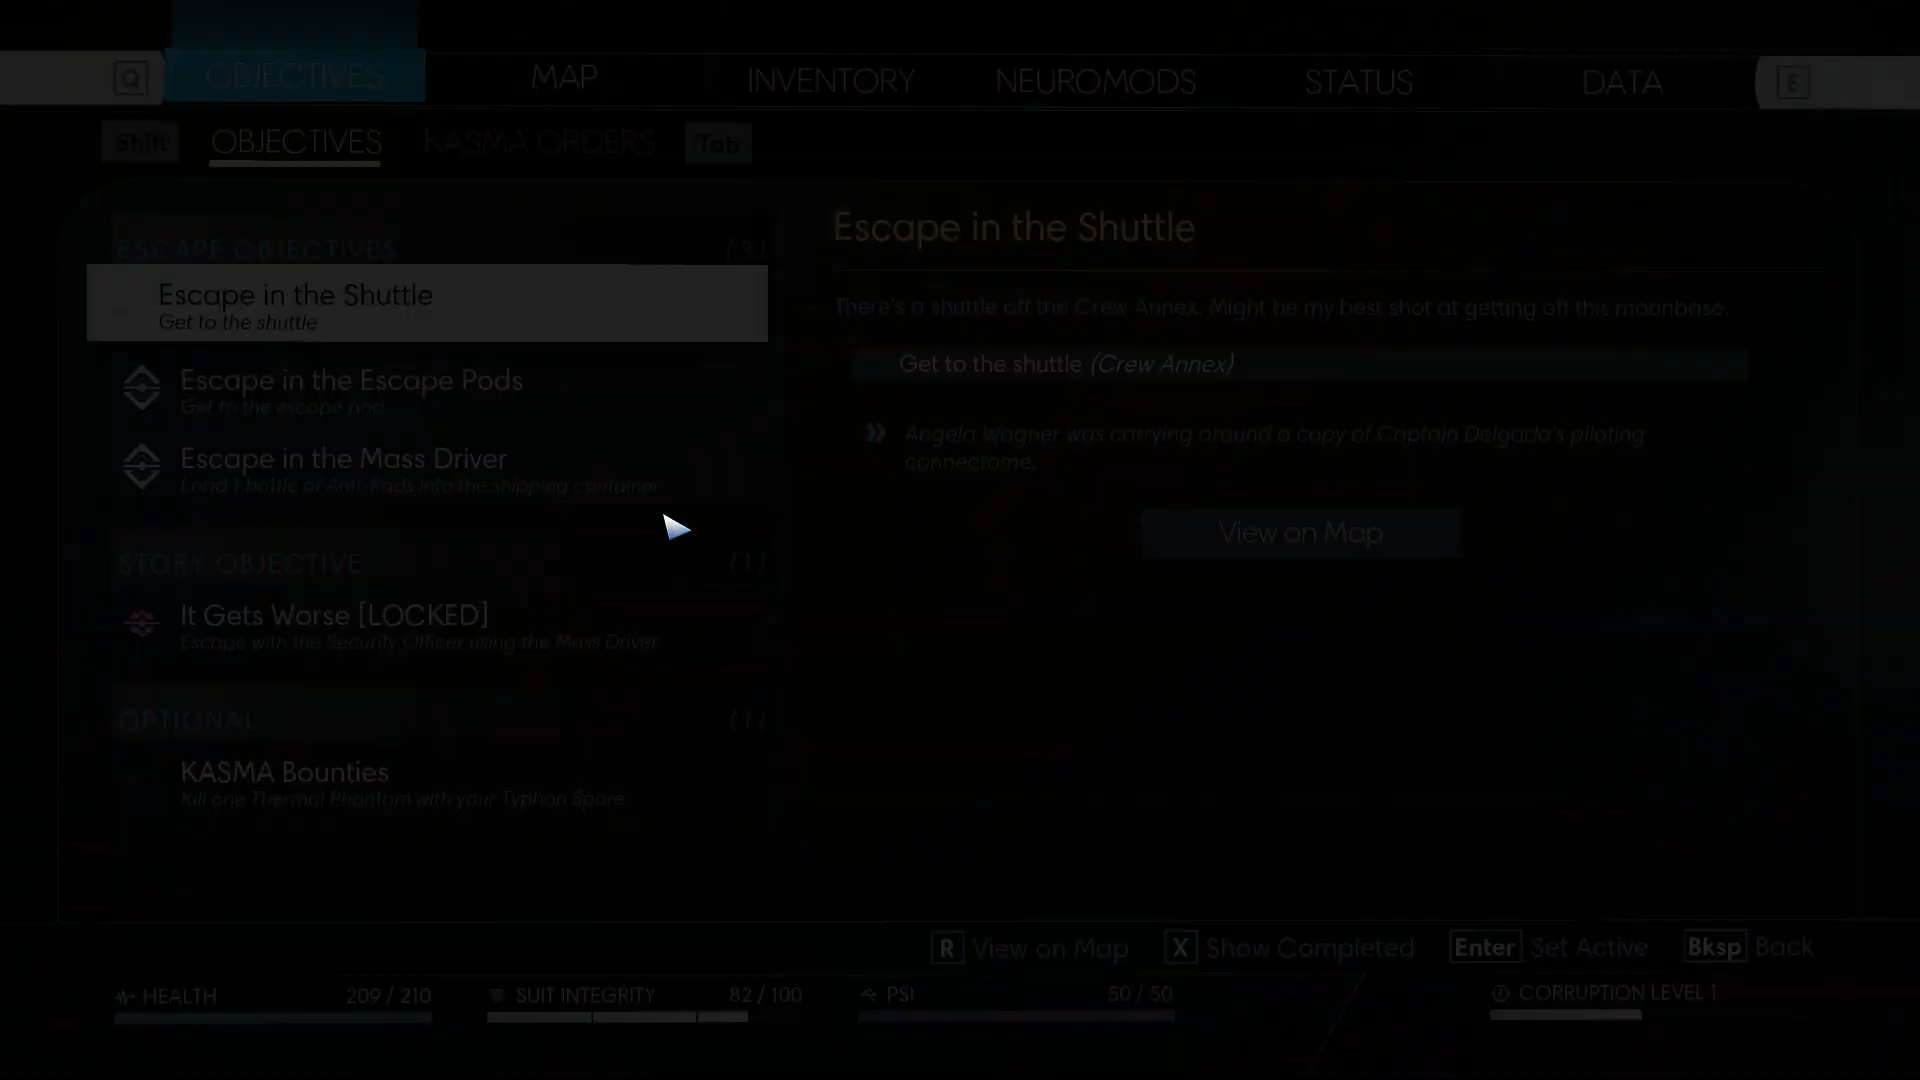 Q
OBJECTIVES
MAP
INVENTORY
NEUROMODS
STATUS
DATA
E
Shift
OBJECTIVES
KASMA ORDERS
Tab
ESCAPE OBJECTIVES (3)
Escape in the Shuttle
Get to the shuttle
Escape in the Escape Pods
Get to the escape pod
Escape in the Mass Driver
Load 1 bottle of Anti-Rads into the shipping container
STORY OBJECTIVE (1)
It Gets Worse [LOCKED]
Escape with the Security Officer using the Mass Driver
OPTIONAL (1)
KASMA Bounties
Kill one Thermal Phantom with your Typhon Spore
Escape in the Shuttle
There's a shuttle off the Crew Annex. Might be my best shot at getting off this moonbase.
Get to the shuttle (Crew Annex)
Angela Wagner was carrying around a copy of Captain Delgado's piloting
connectome.
View on Map
R View on Map
X Show Completed
Enter Set Active
Bksp Back
HEALTH 209 / 210
SUIT INTEGRITY 82 / 100
PSI 50 / 50
CORRUPTION LEVEL 1